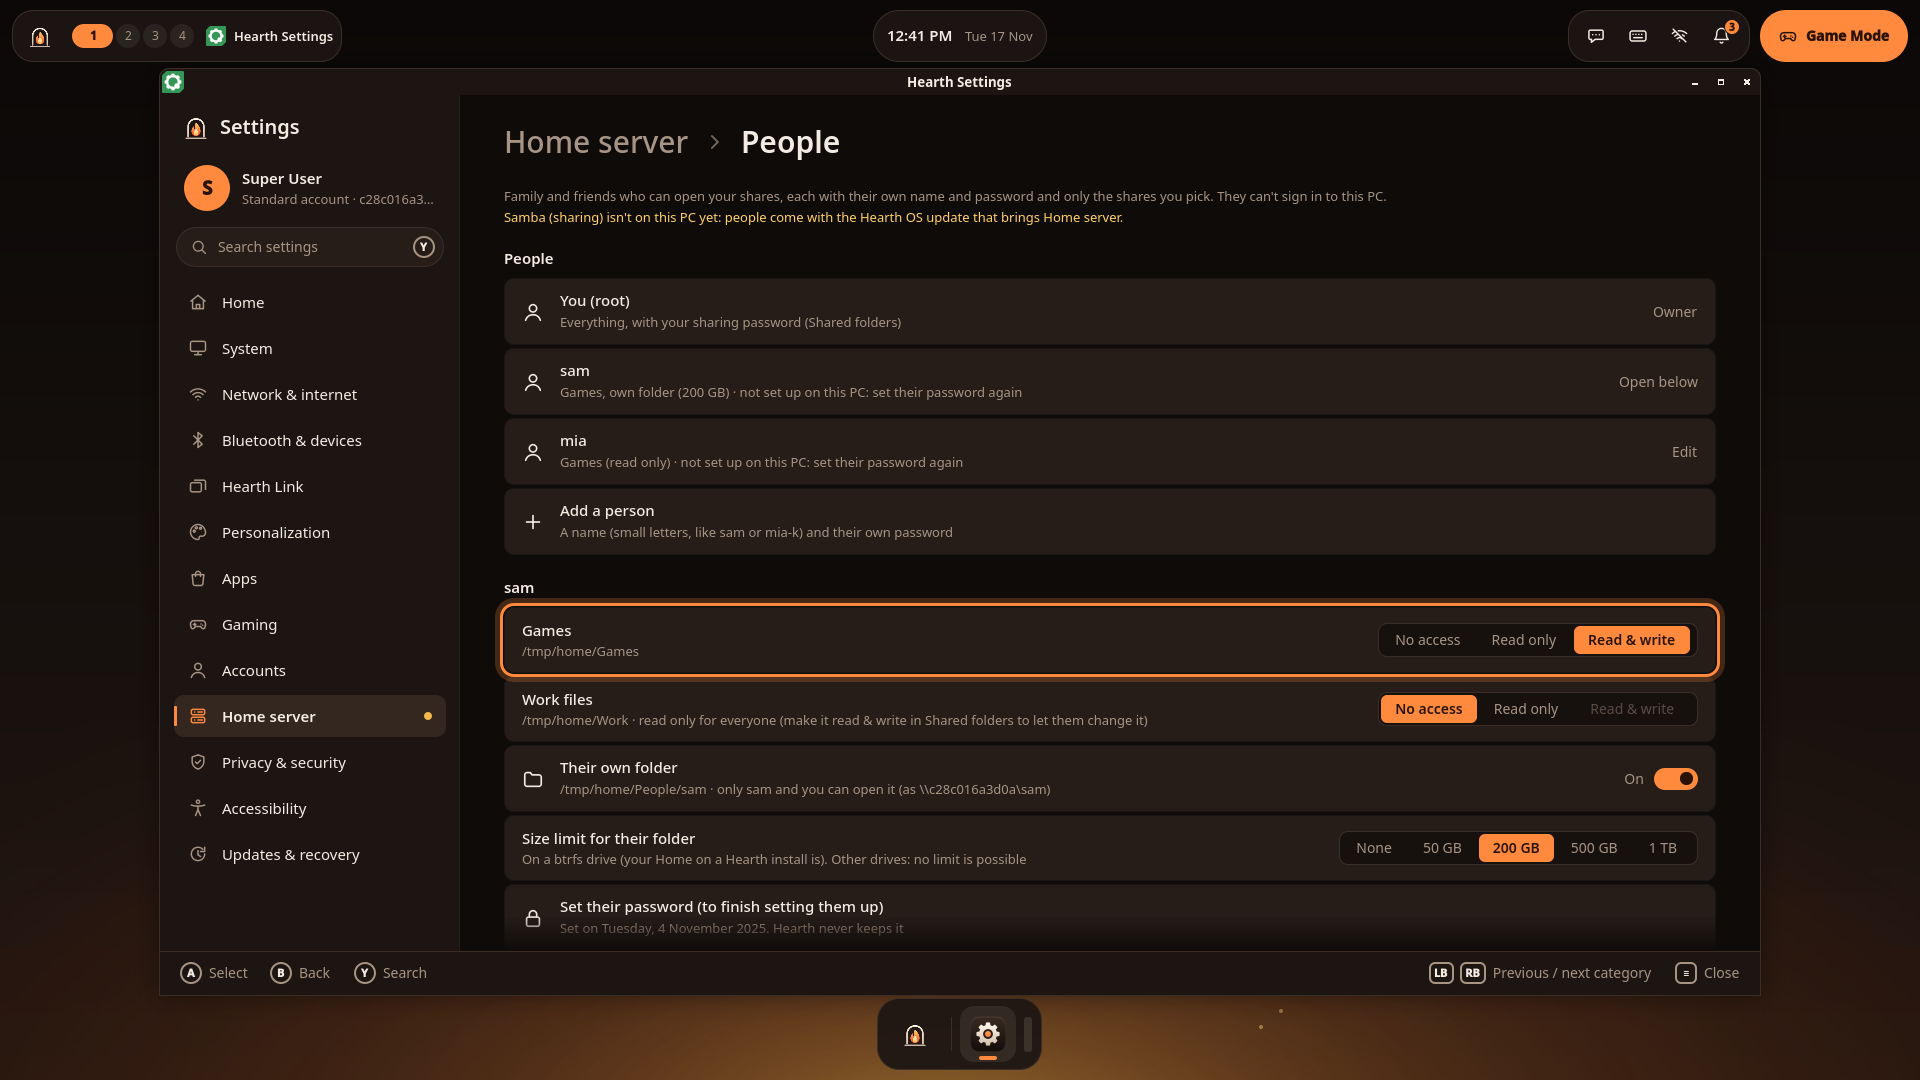 1 2 3 4 Hearth Settings
12:41 PM Tue 17 Nov
3
Game Mode
Hearth Settings
Settings
S
Super User
Standard account · c28c016a3...
Search settings Y
Home
System
Network & internet
Bluetooth & devices
Hearth Link
Personalization
Apps
Gaming
Accounts
Home server
Privacy & security
Accessibility
Updates & recovery
Home server > People
Family and friends who can open your shares, each with their own name and password and only the shares you pick. They can't sign in to this PC.
Samba (sharing) isn't on this PC yet: people come with the Hearth OS update that brings Home server.
People
You (root)
Everything, with your sharing password (Shared folders)
Owner
sam
Games, own folder (200 GB) · not set up on this PC: set their password again
Open below
mia
Games (read only) · not set up on this PC: set their password again
Edit
Add a person
A name (small letters, like sam or mia-k) and their own password
sam
Games
/tmp/home/Games
No access Read only Read & write
Work files
/tmp/home/Work · read only for everyone (make it read & write in Shared folders to let them change it)
No access Read only Read & write
Their own folder
/tmp/home/People/sam · only sam and you can open it (as \\c28c016a3d0a\sam)
On
Size limit for their folder
On a btrfs drive (your Home on a Hearth install is). Other drives: no limit is possible
None 50 GB 200 GB 500 GB 1 TB
Set their password (to finish setting them up)
Set on Tuesday, 4 November 2025. Hearth never keeps it
A Select B Back Y Search
LB RB Previous / next category ≡ Close